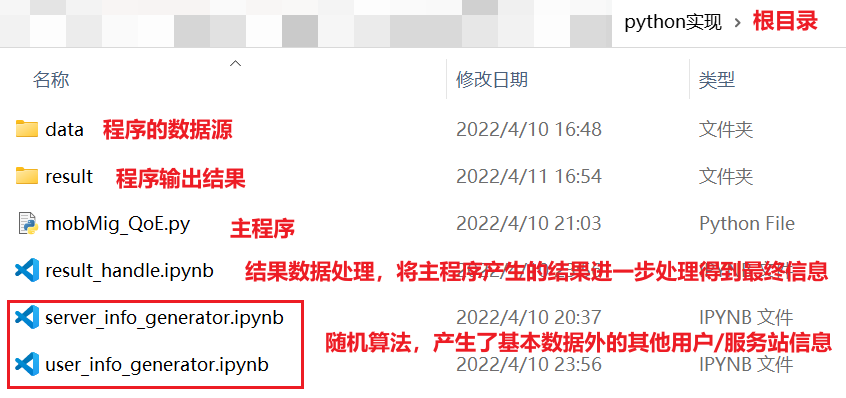 python实现 > 根目录
名称 修改日期 类型
data 程序的数据源 2022/4/10 16:48 文件夹
result 程序输出结果 2022/4/11 16:54 文件夹
mobMig_QoE.py 主程序 2022/4/10 21:03 Python File
result_handle.ipynb 结果数据处理，将主程序产生的结果进一步处理得到最终信息
server_info_generator.ipynb 2022/4/10 20:37 IPYNB 文件
随机算法，产生了基本数据外的其他用户/服务站信息
user_info_generator.ipynb 2022/4/10 23:56 IPYNB 文件